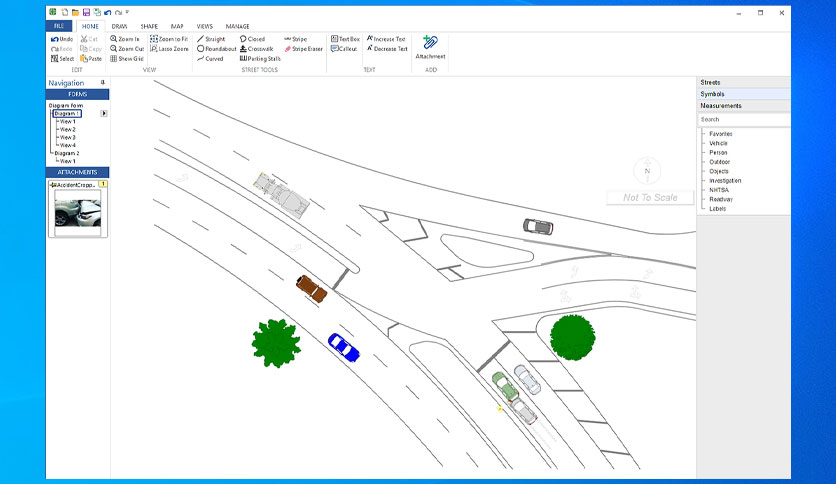 FILE HOME DRAW SHAPE MAP VIEWS MANAGE
Undo Cut Zoom In Zoom to Fit Straight Closed Stripe Text Box Increase Text
Redo Copy Zoom Out Lasso Zoom Roundabout Crosswalk Stripe Eraser Callout Decrease Text Attachment
Select Paste Show Grid Curved Parking Stalls
EDIT VIEW STREET TOOLS TEXT ADD
Navigation
FORMS
Diagram Form
Diagram 1
View 1
View 2
View 3
View 4
Diagram 2
View 1
ATTACHMENTS
AccidentCropp... 1
N
Not To Scale
Streets
Symbols
Measurements
Search
Favorites
Vehicle
Person
Outdoor
Objects
Investigation
NHTSA
Roadway
Labels